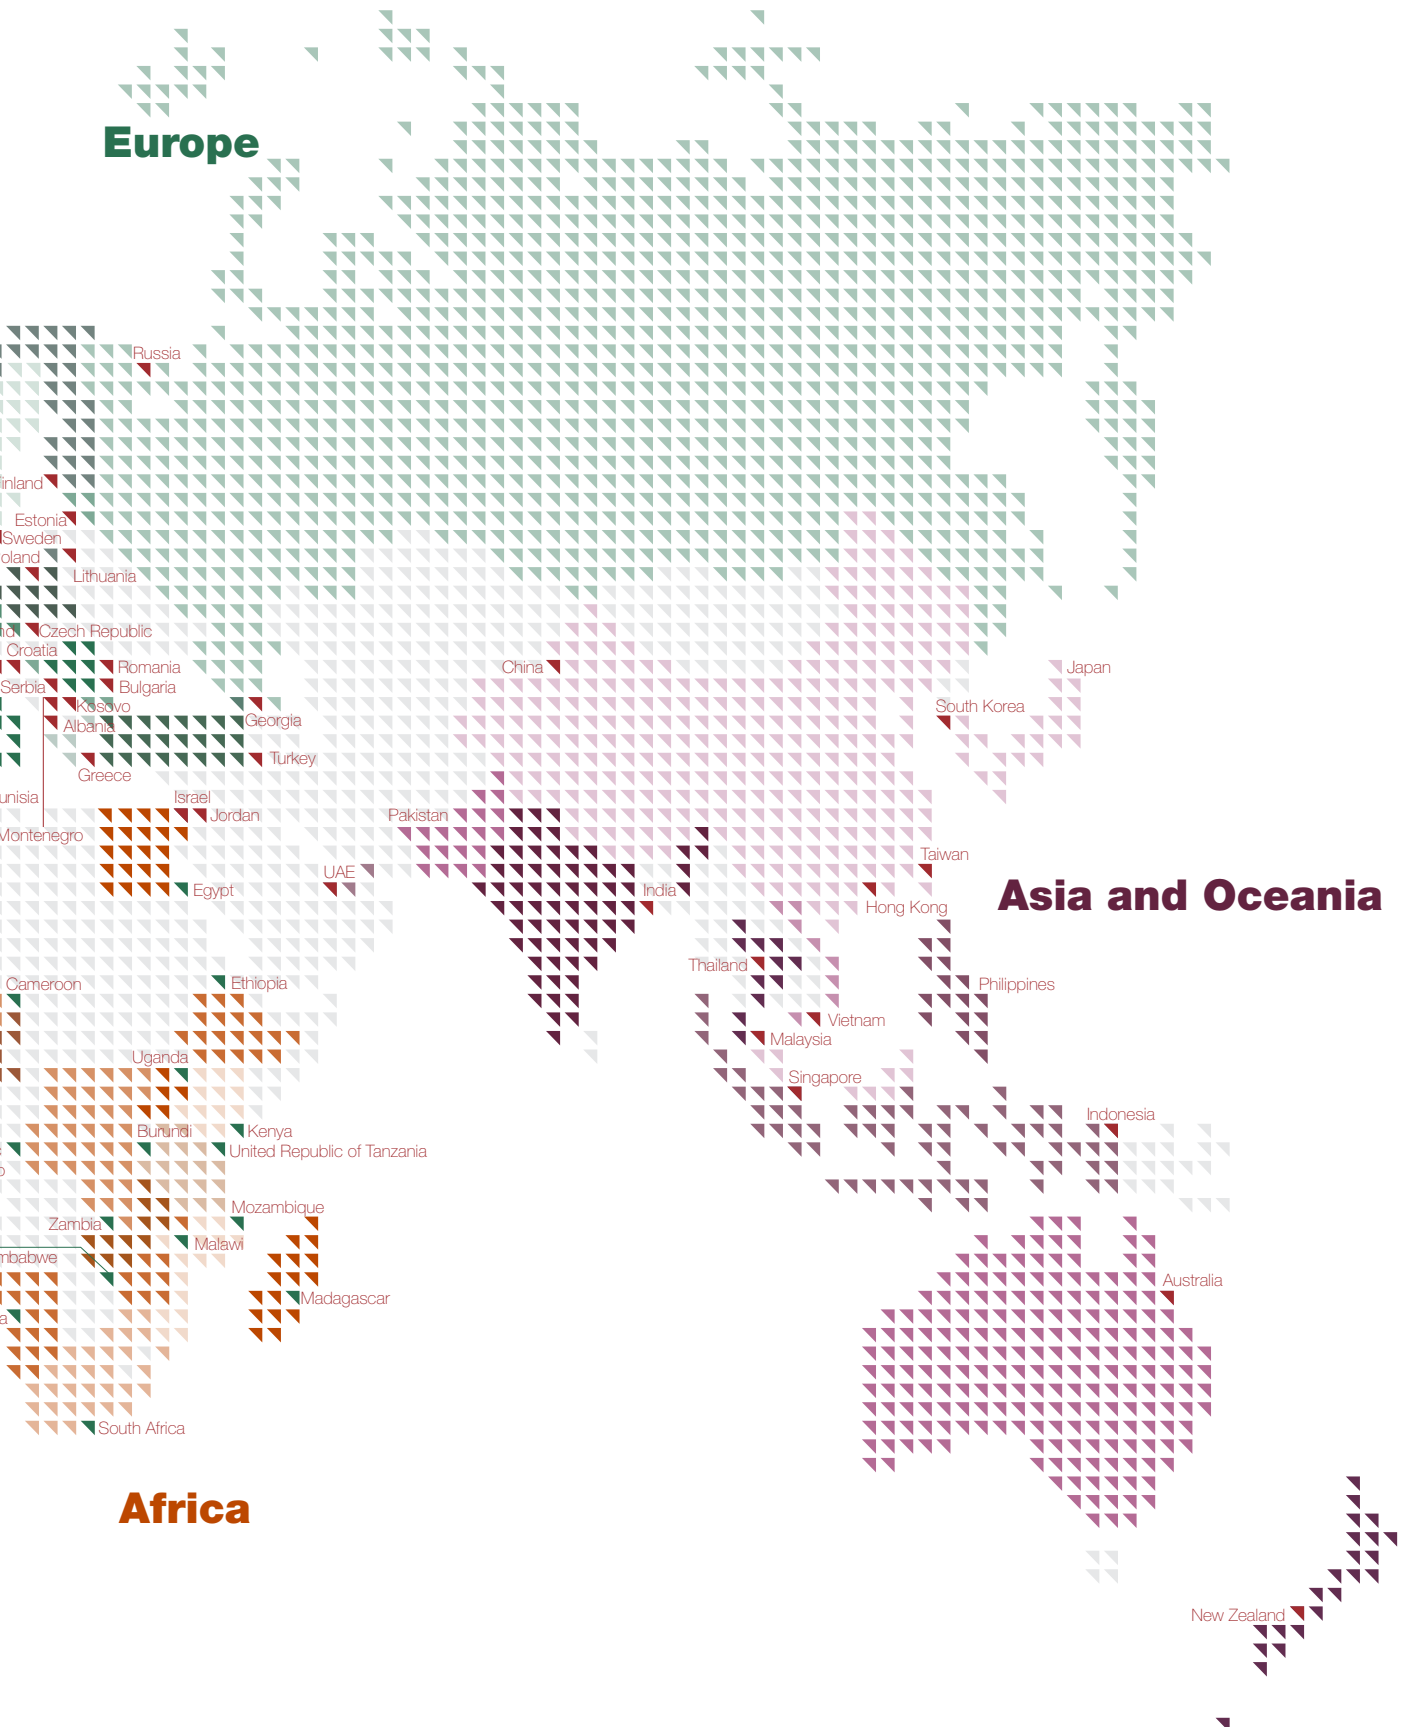 Europe
Russia
inland
Estonia
Sweden
oland
Lithuania
Czech Republic
Croatia
Romania
China
Japan
Serbia
Bulgaria
Kosovo
South Korea
Albania
Georgia
Turkey
Greece
unisia
Israel
Jordan
Pakistan
Montenegro
Taiwan
UAE
Egypt
India
Asia and Oceania
Hong Kong
Thailand
Cameroon
Ethiopia
Philippines
Vietnam
Malaysia
Uganda
Singapore
Indonesia
Burundi
Kenya
United Republic of Tanzania
Mozambique
Zambia
Malawi
mbabwe
Australia
Madagascar
a
South Africa
Africa
New Zealand